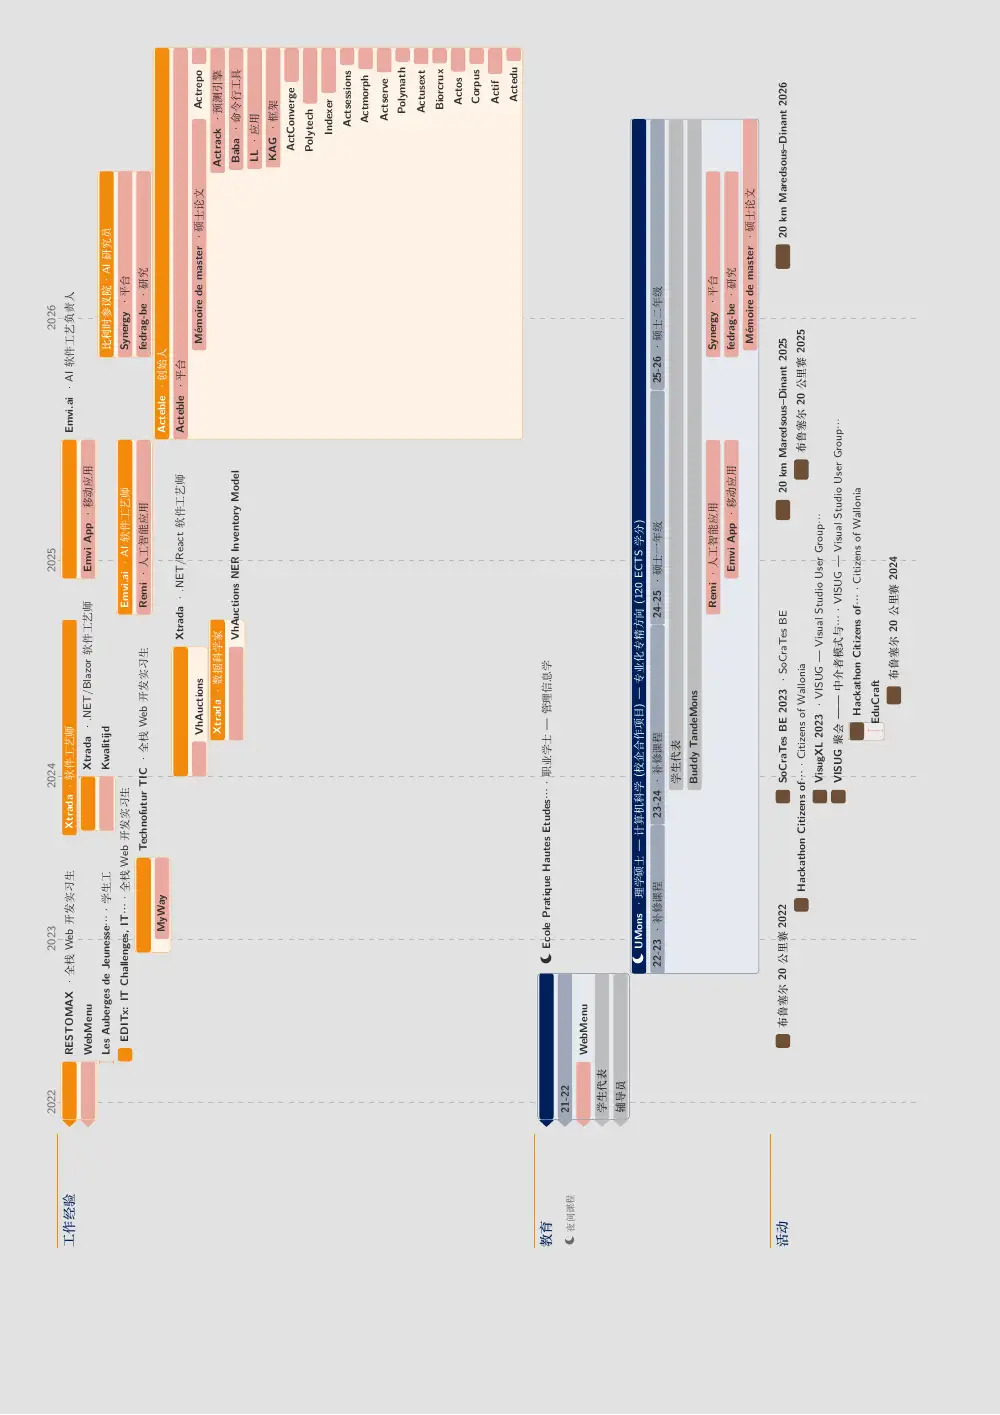 2022
2023
2024
2025
2026
工作经验
RESTOMAX · 全栈 Web 开发实习生
Xtrada · 软件工艺师
Emvi.ai · AI 软件工艺负责人
WebMenu
Xtrada · .NET/Blazor 软件工艺师
Emvi App · 移动应用
Les Auberges de Jeunesse··· · 学生工
Kwalitijd
比利时参议院 · AI 研究员
EDITx: IT Challenges, IT··· · 全栈 Web 开发实习生
Emvi.ai · AI 软件工艺师
Synergy · 平台
MyWay
Technofutur TIC · 全栈 Web 开发实习生
Remi · 人工智能应用
fedrag-be · 研究
Acteble · 创始人
Xtrada · .NET/React 软件工艺师
Acteble · 平台
VhAuctions
Mémoire de master · 硕士论文
Actrepo
Xtrada · 数据科学家
Actrack · 预测引擎
VhAuctions NER Inventory Model
Baba · 命令行工具
LL · 应用
KAG · 框架
ActConverge
Polytech
Indexer
Actsessions
Actmorph
Actserve
Polymath
Actusext
Biorcrux
Actos
Corpus
Actif
Actedu
教育
夜间课程
Ecole Pratique Hautes Etudes··· · 职业学士 — 管理信息学
21-22
WebMenu
学生代表
辅导员
UMons · 理学硕士 — 计算机科学 (校企合作项目) — 专业化专精方向 (120 ECTS 学分)
22-23 · 补修课程
23-24 · 补修课程
24-25 · 硕士一年级
25-26 · 硕士二年级
学生代表
Buddy TandeMons
Remi · 人工智能应用
Synergy · 平台
Emvi App · 移动应用
fedrag-be · 研究
Mémoire de master · 硕士论文
活动
布鲁塞尔 20 公里赛 2022
SoCraTes BE 2023 · SoCraTes BE
20 km Maredsous–Dinant 2025
20 km Maredsous–Dinant 2026
Hackathon Citizens of··· · Citizens of Wallonia
布鲁塞尔 20 公里赛 2025
VisugXL 2023 · VISUG — Visual Studio User Group···
VISUG 聚会 —— 中介者模式与··· · VISUG — Visual Studio User Group···
Hackathon Citizens of··· · Citizens of Wallonia
EduCraft
布鲁塞尔 20 公里赛 2024